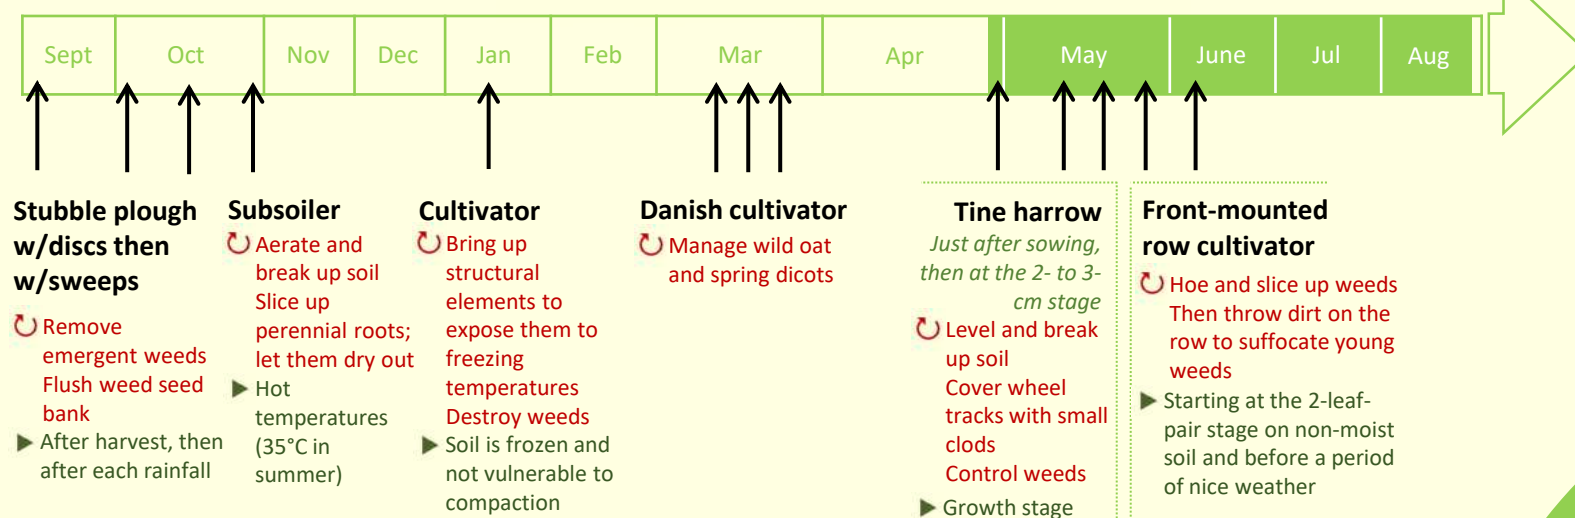 Sept
Oct
Nov
Dec
Jan
Feb
Mar
Apr
May
June
Jul
Aug
Stubble plough
w/discs then
w/sweeps
Remove
emergent weeds
Flush weed seed
bank
After harvest, then
after each rainfall
Subsoiler
Aerate and
break up soil
Slice up
perennial roots;
let them dry out
Hot
temperatures
(35°C in
summer)
Cultivator
Bring up
structural
elements to
expose them to
freezing
temperatures
Destroy weeds
Soil is frozen and
not vulnerable to
compaction
Danish cultivator
Manage wild oat
and spring dicots
Tine harrow
Just after sowing,
then at the 2- to 3-
cm stage
Level and break
up soil
Cover wheel
tracks with small
clods
Control weeds
Growth stage
Front-mounted
row cultivator
Hoe and slice up weeds
Then throw dirt on the
row to suffocate young
weeds
Starting at the 2-leaf-
pair stage on non-moist
soil and before a period
of nice weather